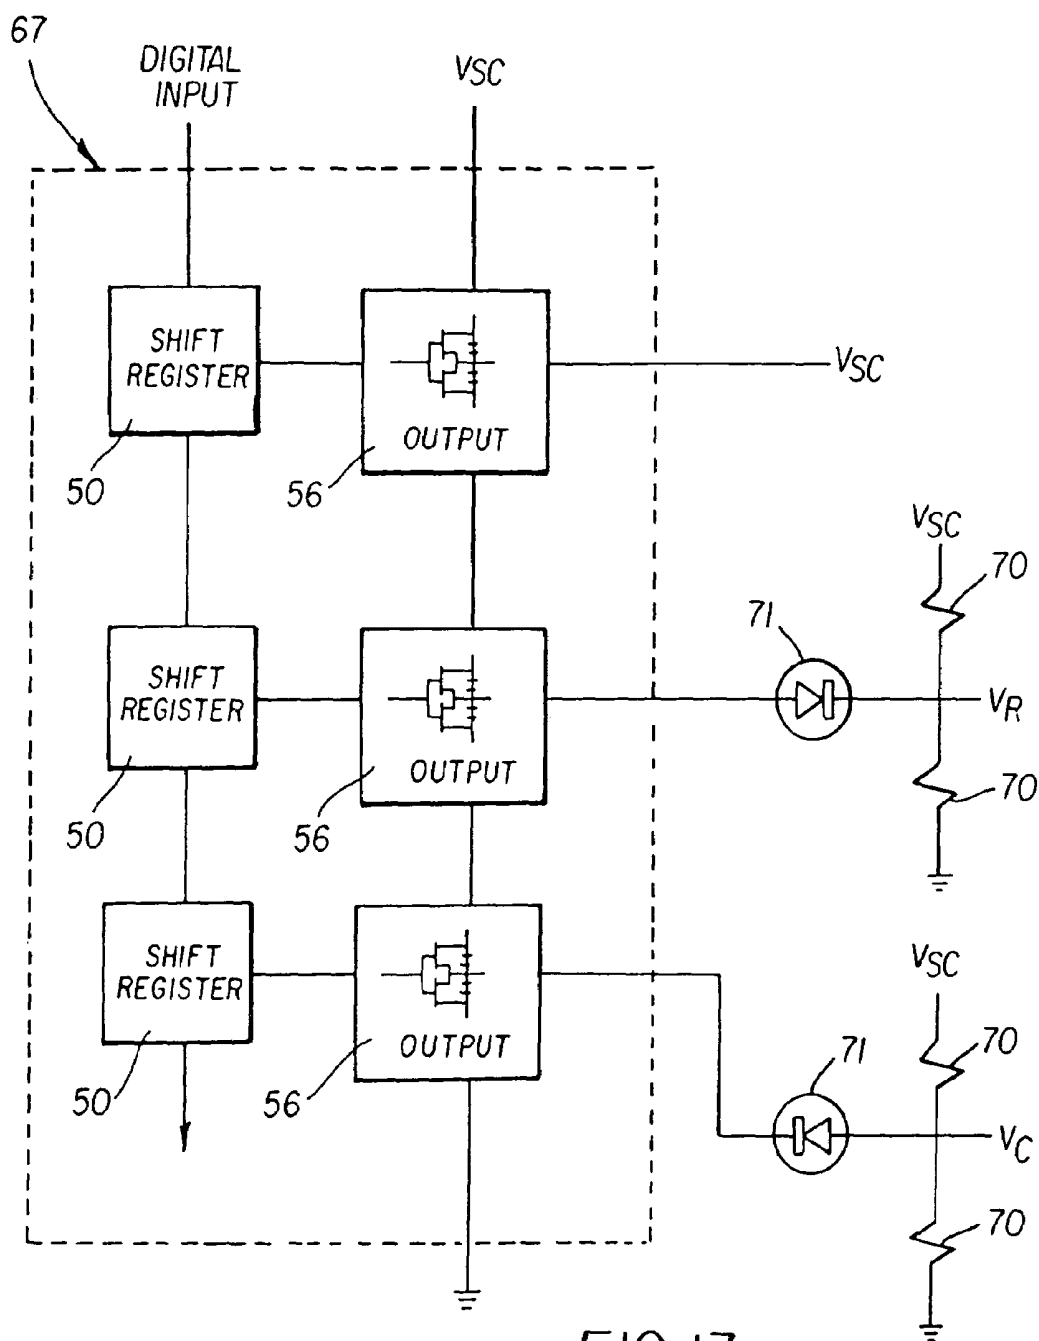 67
DIGITAL
INPUT
VSC
SHIFT
REGISTER
50
OUTPUT
56
VSC
SHIFT
REGISTER
50
OUTPUT
56
71
VSC
70
VR
70
SHIFT
REGISTER
50
OUTPUT
56
71
VSC
70
VC
70